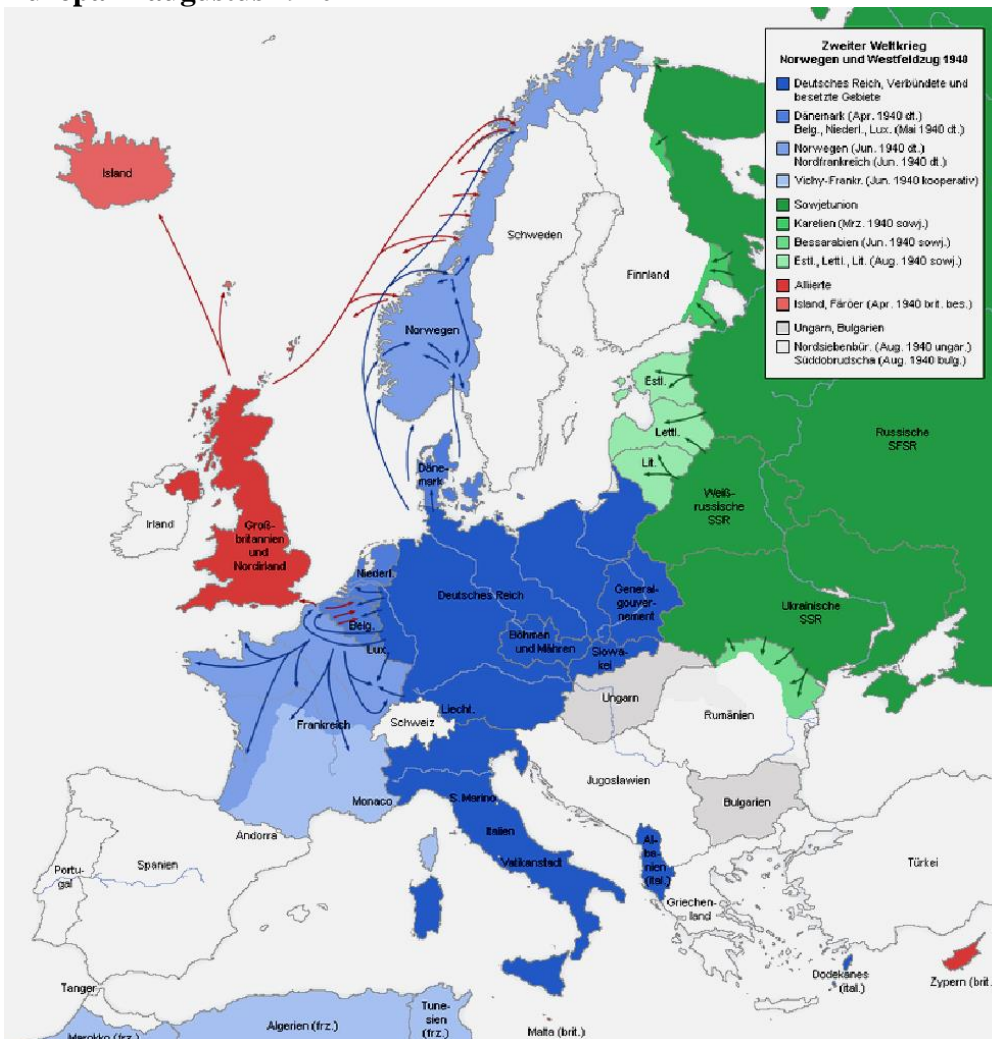 Zweiter Weltkrieg
Norwegen und Westfeldzug 1940
Deutsches Reich, Verbündete und
besetzte Gebiete
Dänemark (Apr. 1940 dt.)
Belg., Niederl., Lux. (Mai 1940 dt.)
Norwegen (Jun. 1940 dt.)
Nordfrankreich (Jun. 1940 dt.)
Vichy-Frankr. (Jun. 1940 kooperativ)
Sowjetunion
Karelien (Mrz. 1940 sowj.)
Bessarabien (Jun. 1940 sowj.)
Estl., Lettl., Lit. (Aug. 1940 sowj.)
Alliierte
Island, Färöer (Apr. 1940 brit. bes.)
Ungarn, Bulgarien
Nordsiebenbür. (Aug. 1940 ungar.)
Süddobrudscha (Aug. 1940 bulg.)
Island
Schweden
Finnland
Norwegen
Estl.
Lettl.
Lit.
Russische
SFSR
Däne-
mark
Weiß-
russische
SSR
Irland
Groß-
britannien
und
Nordirland
Niederl.
Deutsches Reich
General-
gouver-
nement
Belg.
Ukrainische
SSR
Böhmen
und Mähren
Lux.
Slowa-
kei
Liecht.
Ungarn
Frankreich
Schweiz
Rumänien
Jugoslawien
Monaco
S. Marino
Bulgarien
Andorra
Italien
Al-
ba-
nien
(ital.)
Portu-
gal
Spanien
Vatikanstadt
Türkei
Griechen-
land
Tanger
Dodekanes
(ital.)
Zypern (brit.)
Marokko (frz.)
Algerien (frz.)
Tune-
sien
(frz.)
Malta (brit.)